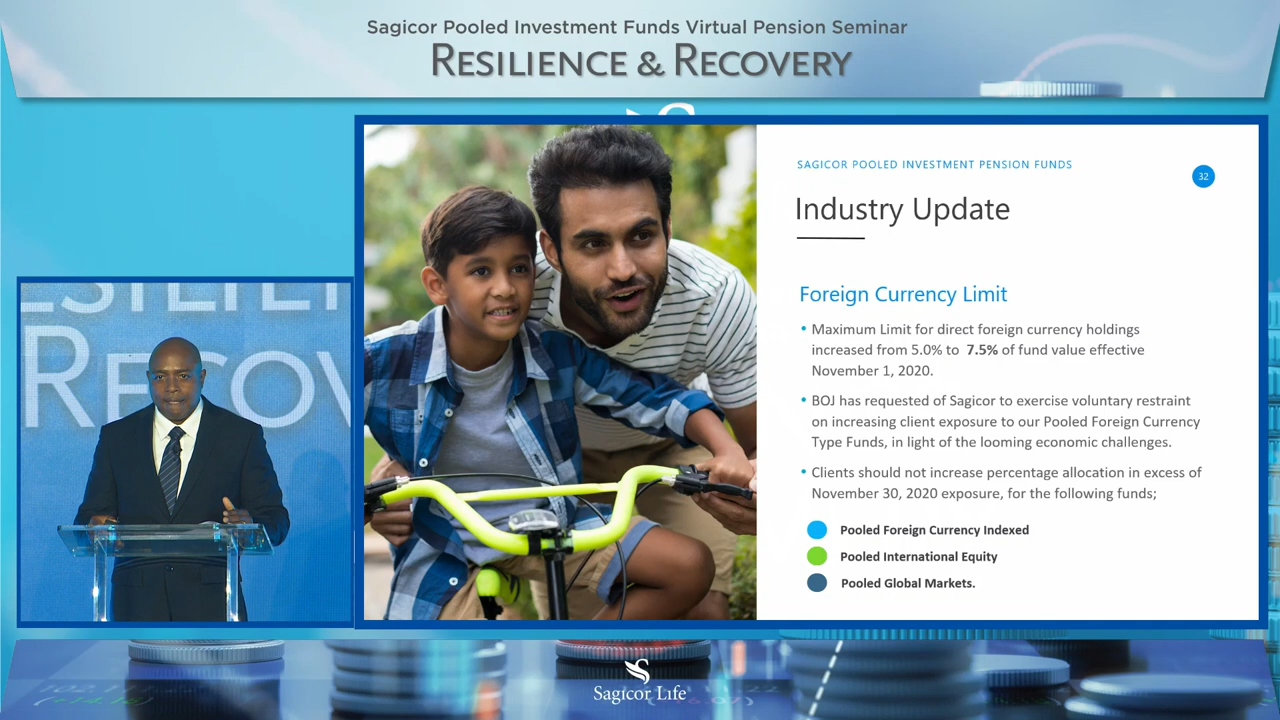 Sagicor Pooled Investment Funds Virtual Pension Seminar
RESILIENCE & RECOVERY
SAGICOR POOLED INVESTMENT PENSION FUNDS
32
Industry Update
Foreign Currency Limit
• Maximum Limit for direct foreign currency holdings
increased from 5.0% to 7.5% of fund value effective
November 1, 2020.
• BOJ has requested of Sagicor to exercise voluntary restraint
on increasing client exposure to our Pooled Foreign Currency
Type Funds, in light of the looming economic challenges.
• Clients should not increase percentage allocation in excess of
November 30, 2020 exposure, for the following funds;
Pooled Foreign Currency Indexed
Pooled International Equity
Pooled Global Markets.
Sagicor Life